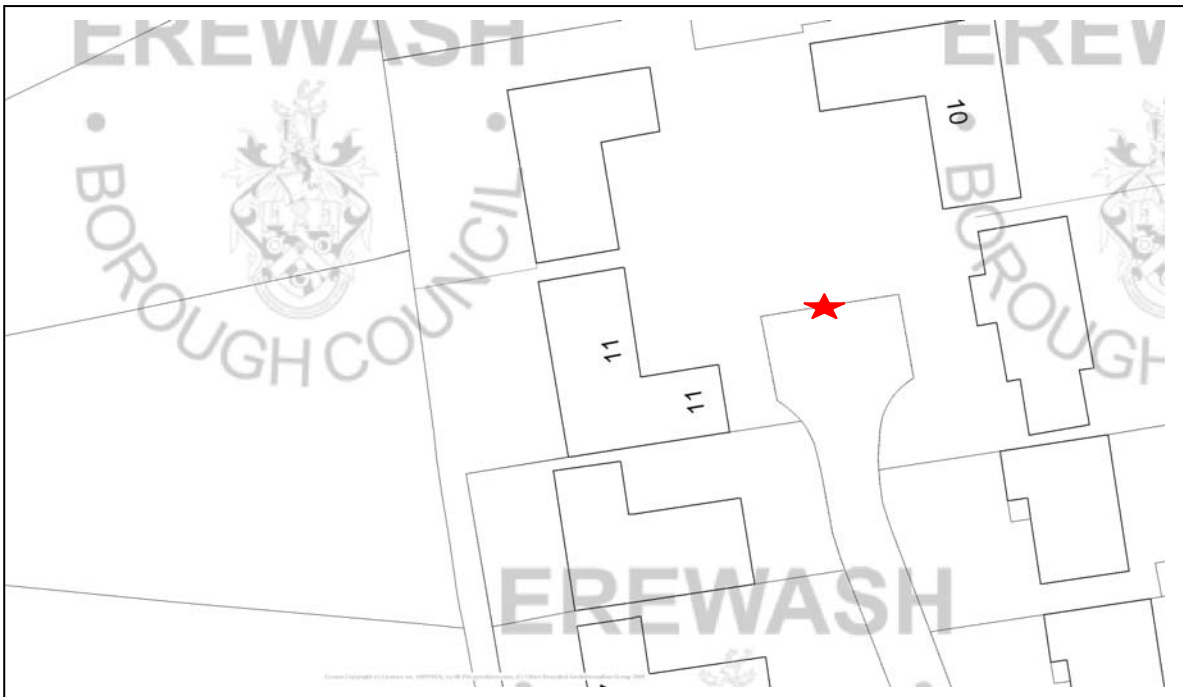 EREWASH
EREW
• BOROUGH COUNCIL •
• BOROUGH
10
11
11
EREWASH